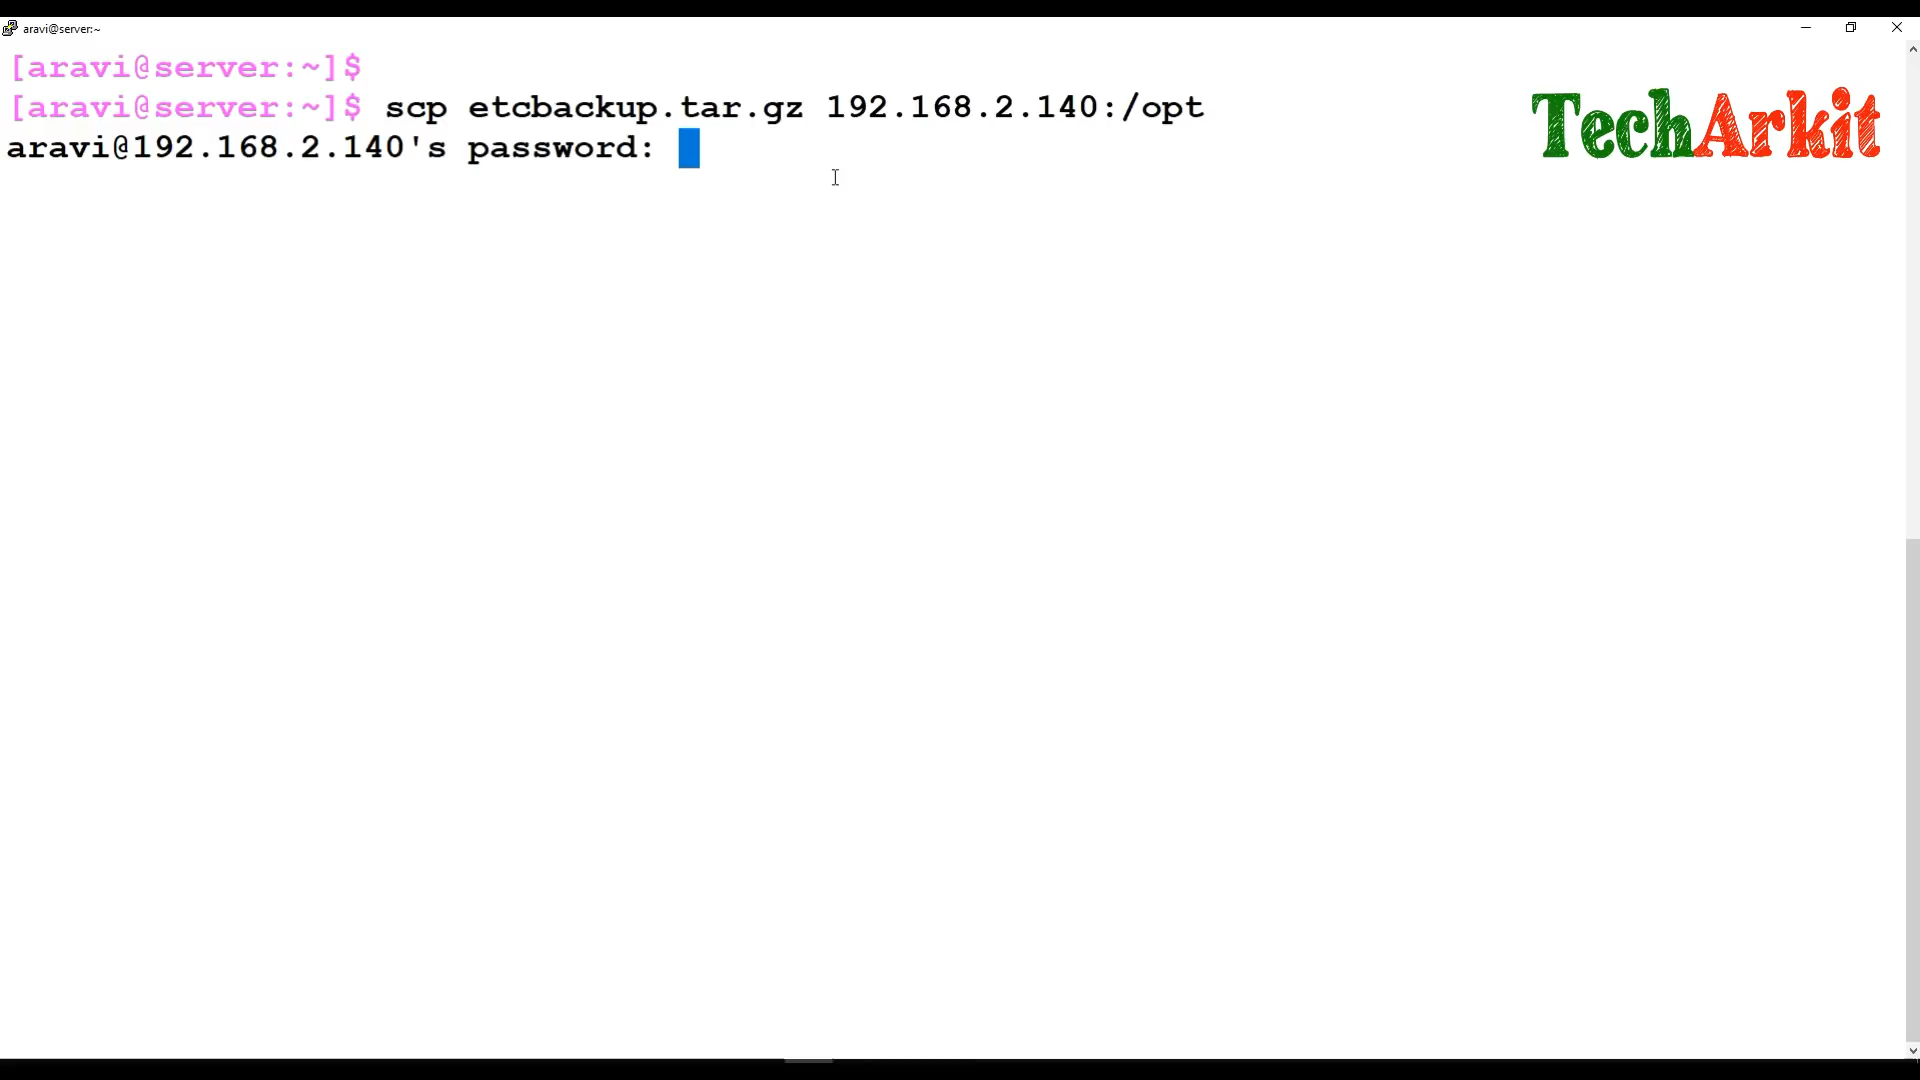 aravi@server:~
[aravi@server:~]$
[aravi@server:~]$ scp etcbackup.tar.gz 192.168.2.140:/opt
aravi@192.168.2.140's password:
TechArkit